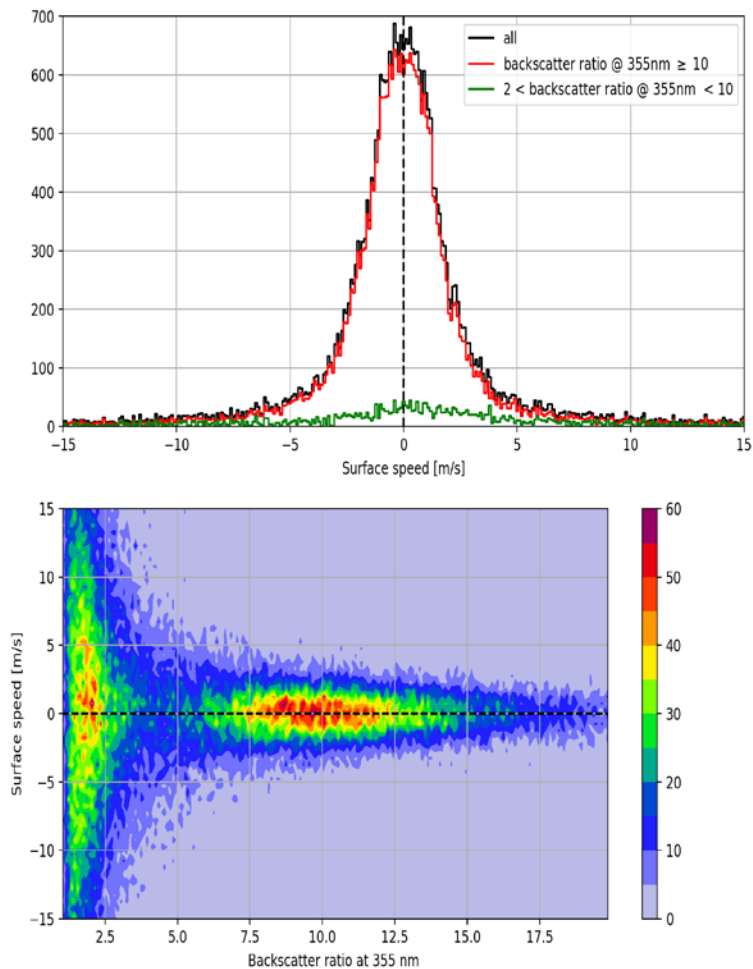 700
600
500
400
300
200
100
0
all
backscatter ratio @ 355nm ≥ 10
2 < backscatter ratio @ 355nm < 10
−15 −10 −5 0 5 10 15
Surface speed [m/s]
15
10
5
0
−5
−10
−15
Surface speed [m/s]
2.5 5.0 7.5 10.0 12.5 15.0 17.5
Backscatter ratio at 355 nm
60
50
40
30
20
10
0